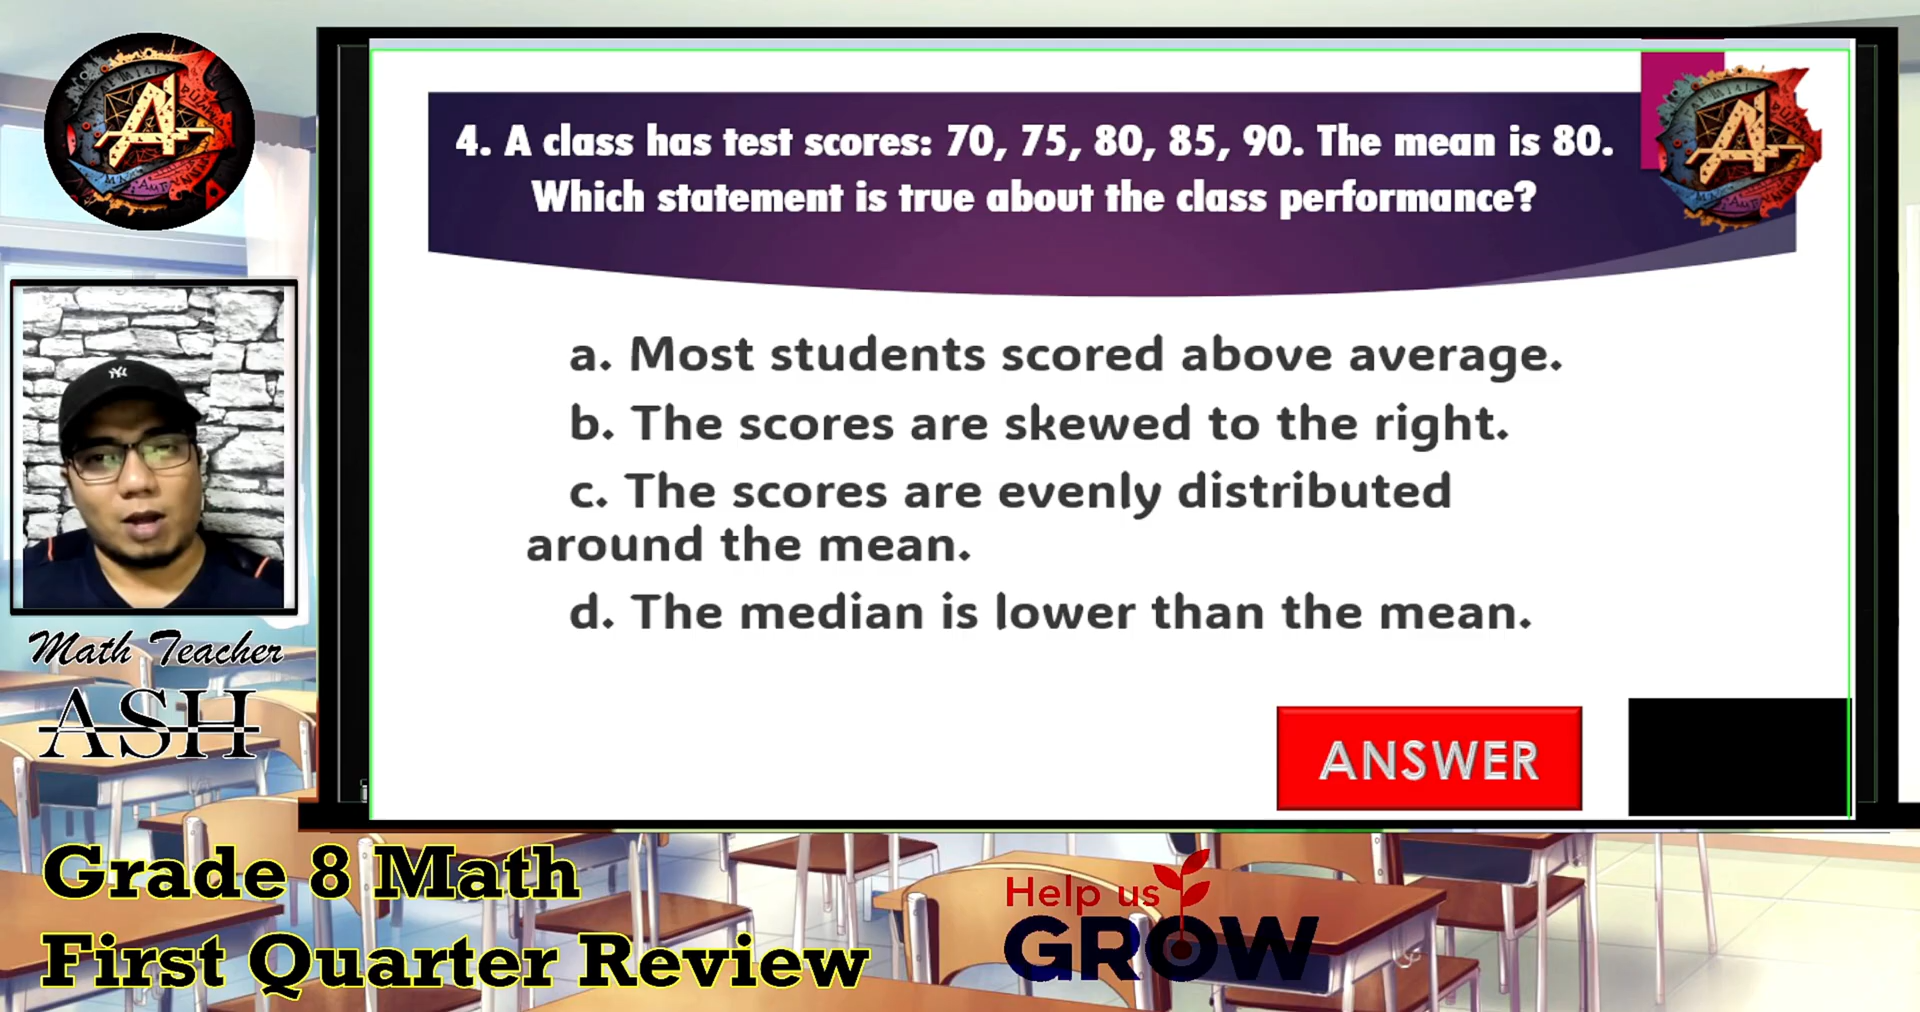 4. A class has test scores: 70, 75, 80, 85, 90. The mean is 80.
Which statement is true about the class performance?
a. Most students scored above average.
b. The scores are skewed to the right.
c. The scores are evenly distributed
around the mean.
d. The median is lower than the mean.
ANSWER
Math Teacher
ASH
Grade 8 Math
First Quarter Review
Help us
GROW